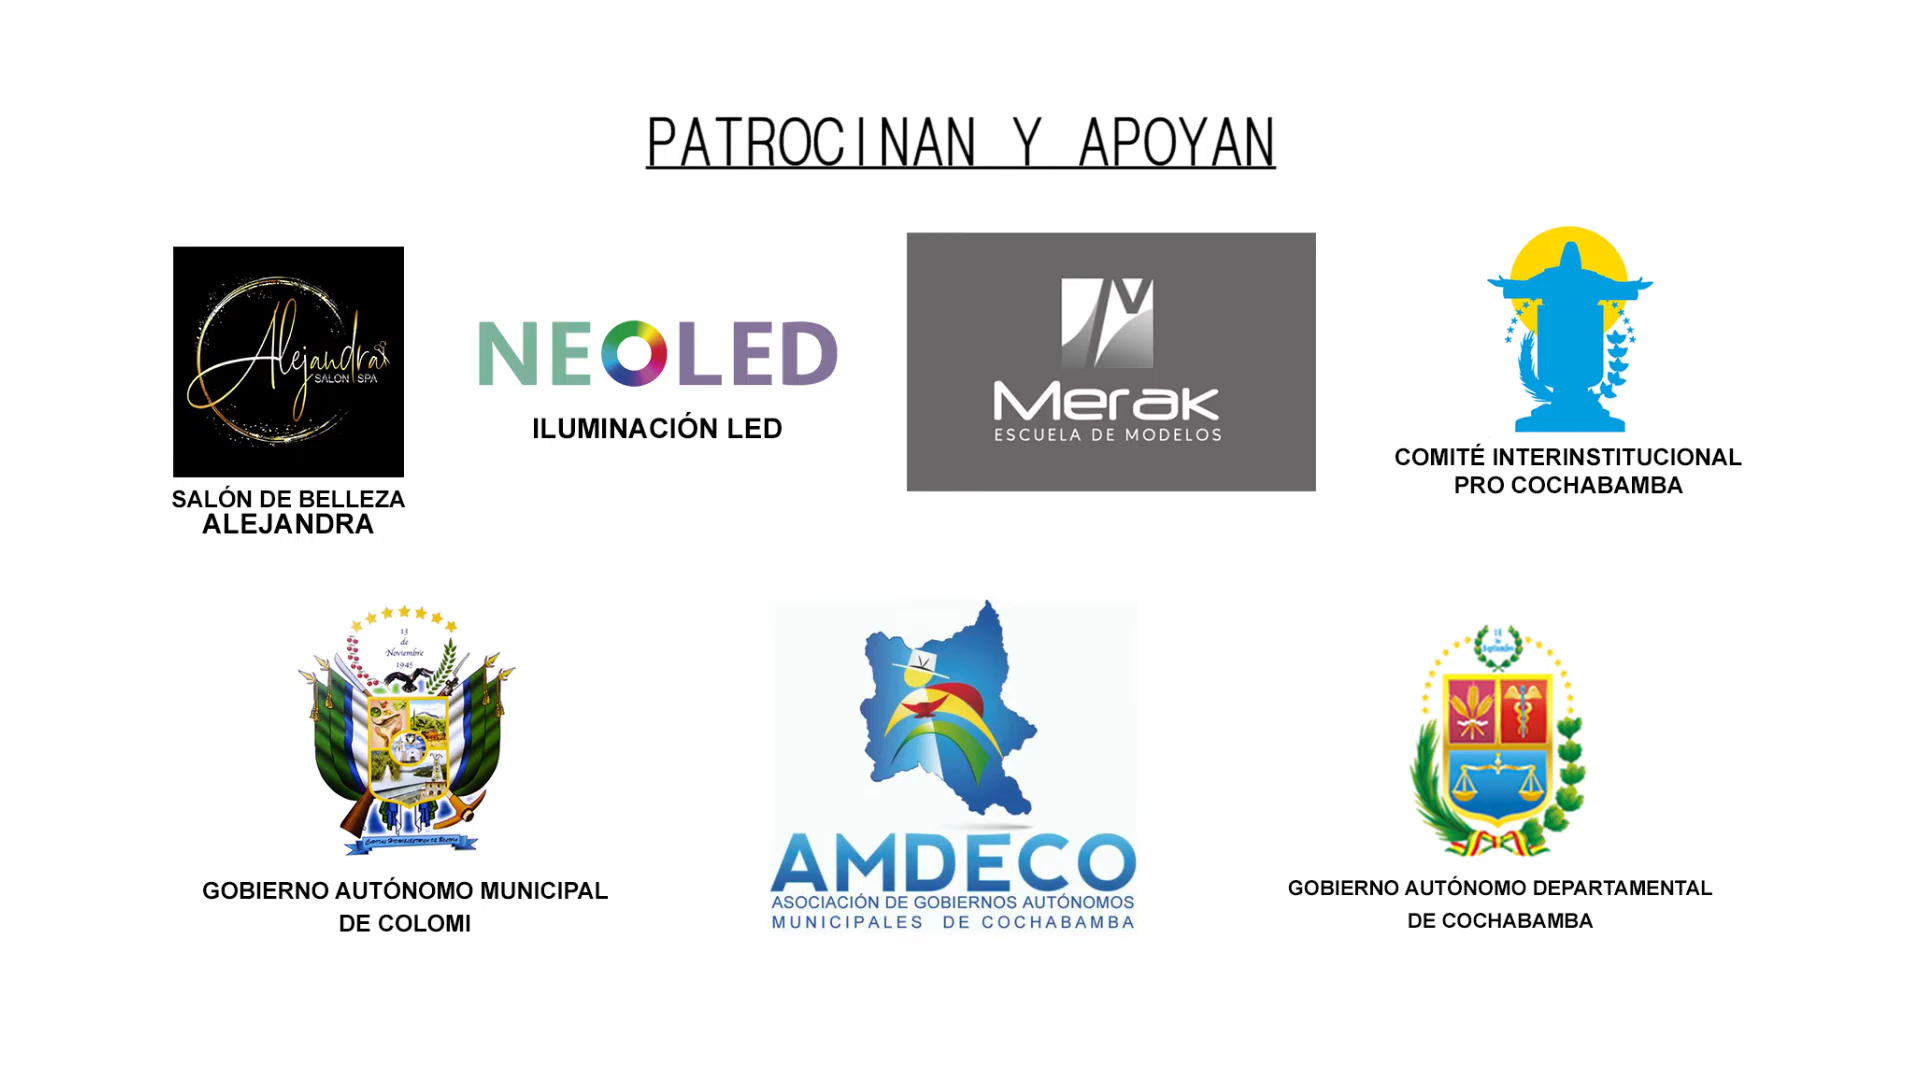 PATROCINAN Y APOYAN
Alejandra
SALON SPA
SALÓN DE BELLEZA
ALEJANDRA
NEOLED
ILUMINACIÓN LED
Merak
ESCUELA DE MODELOS
COMITÉ INTERINSTITUCIONAL
PRO COCHABAMBA
13
de
Noviembre
1945
GOBIERNO AUTÓNOMO MUNICIPAL
DE COLOMI
AMDECO
ASOCIACIÓN DE GOBIERNOS AUTÓNOMOS
MUNICIPALES DE COCHABAMBA
GOBIERNO AUTÓNOMO DEPARTAMENTAL
DE COCHABAMBA